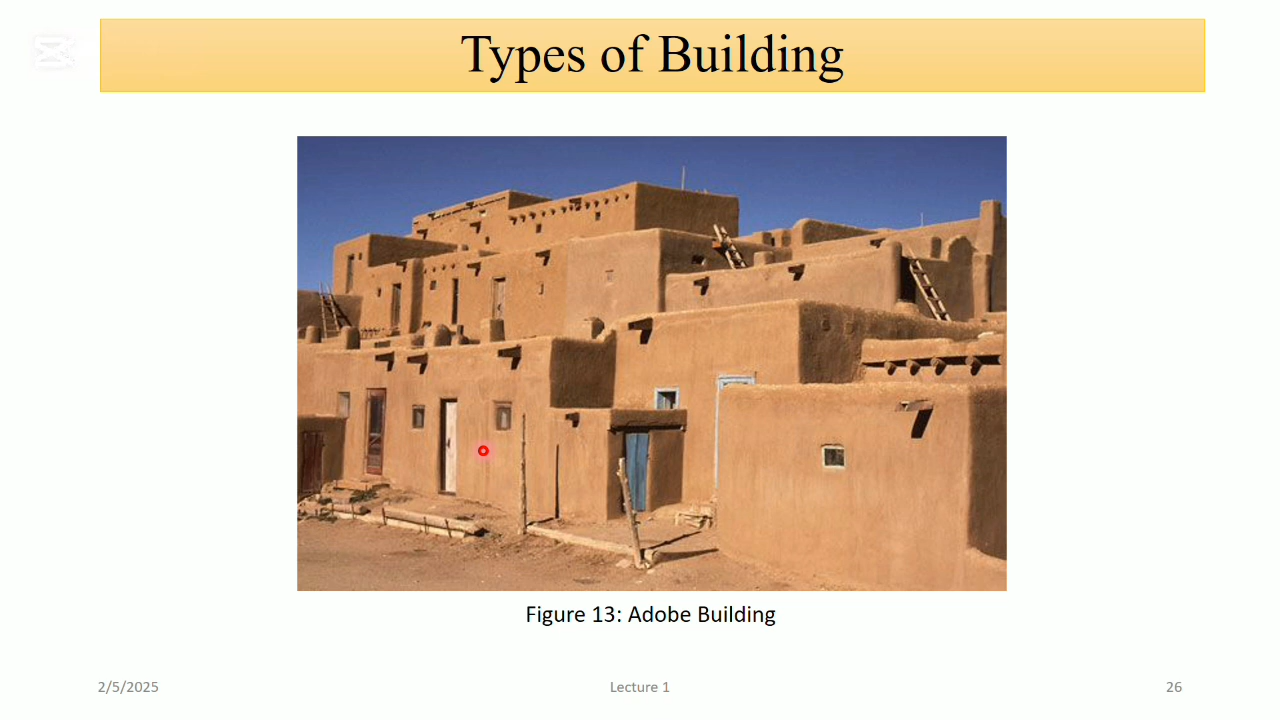 Types of Building
Figure 13: Adobe Building
2/5/2025
Lecture 1
26